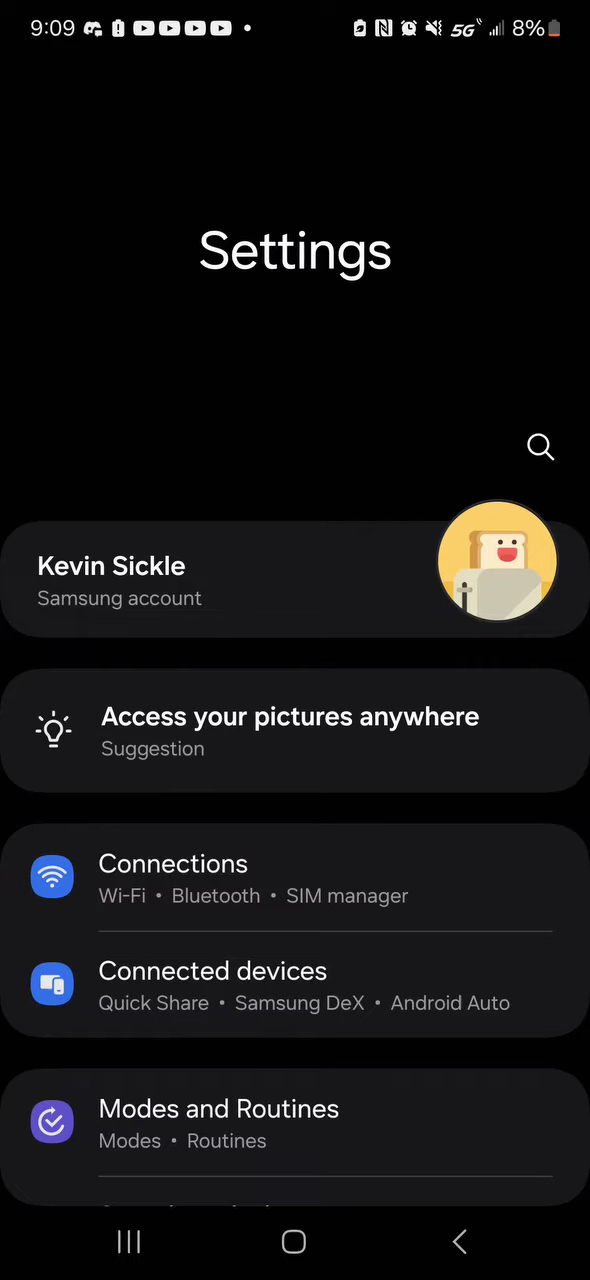 9:09
5G
8%
Settings
Kevin Sickle
Samsung account
Access your pictures anywhere
Suggestion
Connections
Wi-Fi • Bluetooth • SIM manager
Connected devices
Quick Share • Samsung DeX • Android Auto
Modes and Routines
Modes • Routines